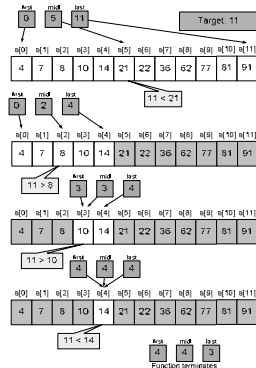 first mid last
0 5 11 Target: 11
a[0] a[1] a[2] a[3] a[4] a[5] a[6] a[7] a[8] a[9] a[10] a[11]
4 7 8 10 14 21 22 36 62 77 81 91
11 < 21
first mid last
0 2 4
a[0] a[1] a[2] a[3] a[4] a[5] a[6] a[7] a[8] a[9] a[10] a[11]
4 7 8 10 14 21 22 36 62 77 81 91
11 > 8
first mid last
3 3 4
a[0] a[1] a[2] a[3] a[4] a[5] a[6] a[7] a[8] a[9] a[10] a[11]
4 7 8 10 14 21 22 36 62 77 81 91
11 > 10
first mid last
4 4 4
a[0] a[1] a[2] a[3] a[4] a[5] a[6] a[7] a[8] a[9] a[10] a[11]
4 7 8 10 14 21 22 36 62 77 81 91
11 < 14
first mid last
4 4 3
Function terminates